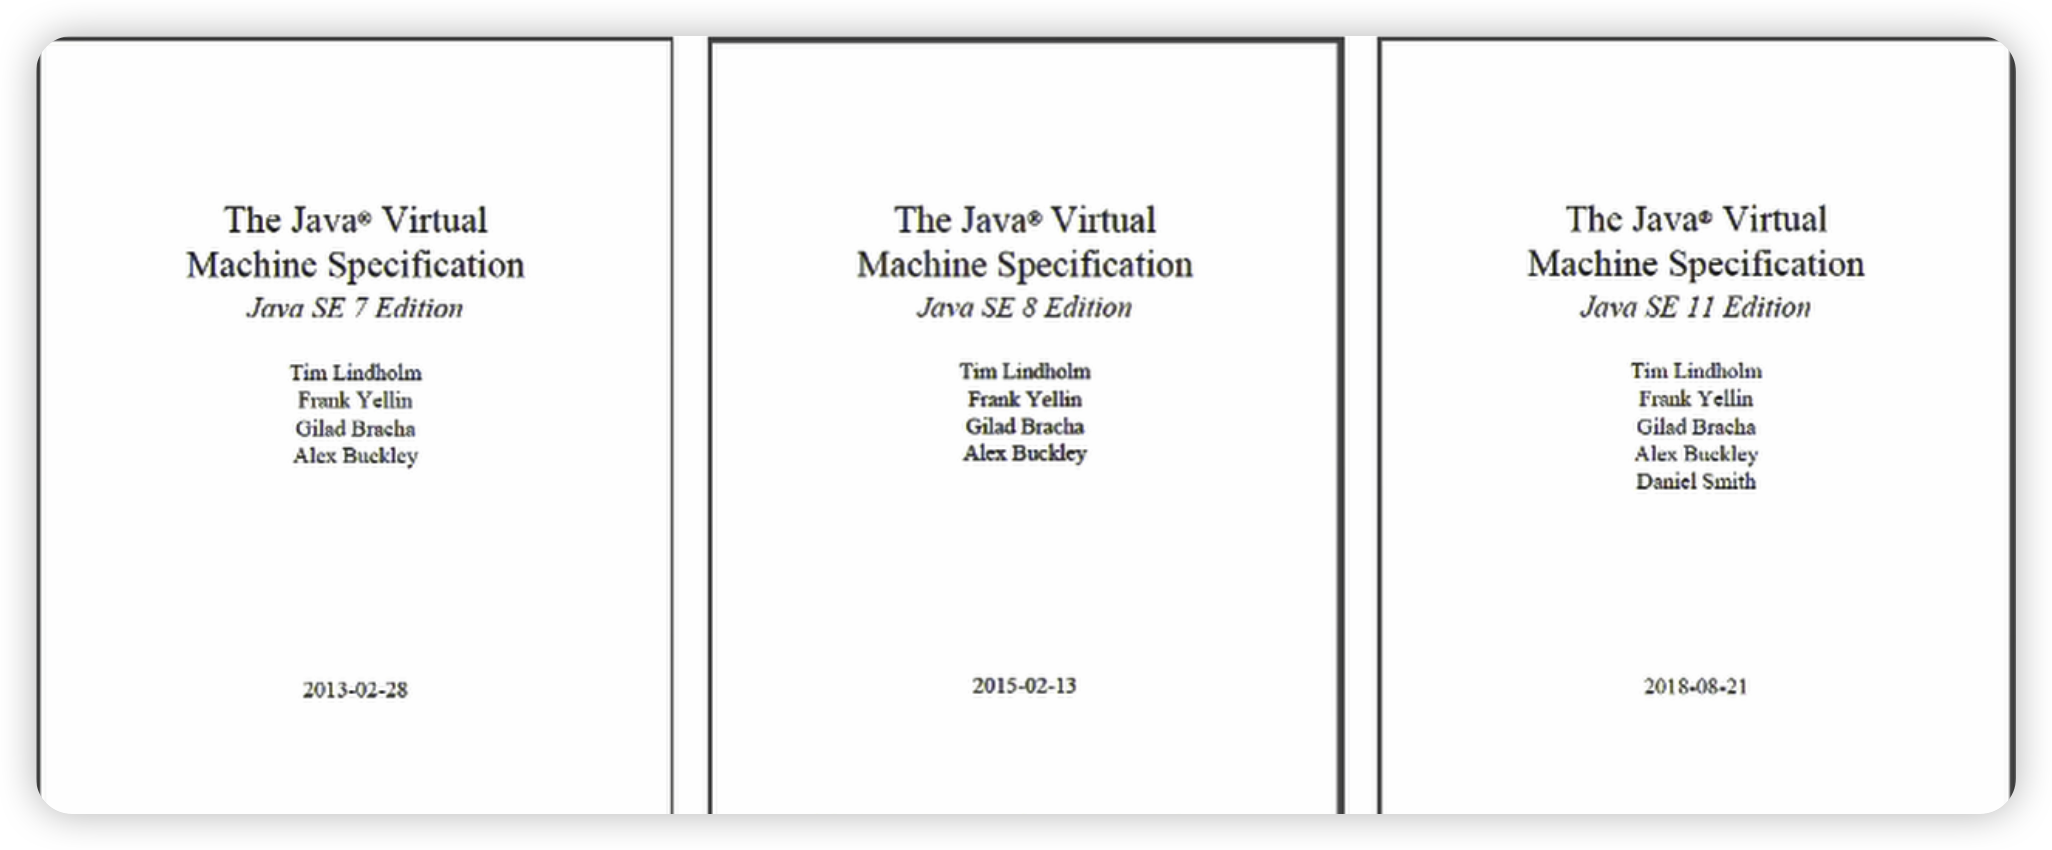 The Java® Virtual
Machine Specification
Java SE 7 Edition
Tim Lindholm
Frank Yellin
Gilad Bracha
Alex Buckley
2013-02-28
The Java® Virtual
Machine Specification
Java SE 8 Edition
Tim Lindholm
Frank Yellin
Gilad Bracha
Alex Buckley
2015-02-13
The Java® Virtual
Machine Specification
Java SE 11 Edition
Tim Lindholm
Frank Yellin
Gilad Bracha
Alex Buckley
Daniel Smith
2018-08-21